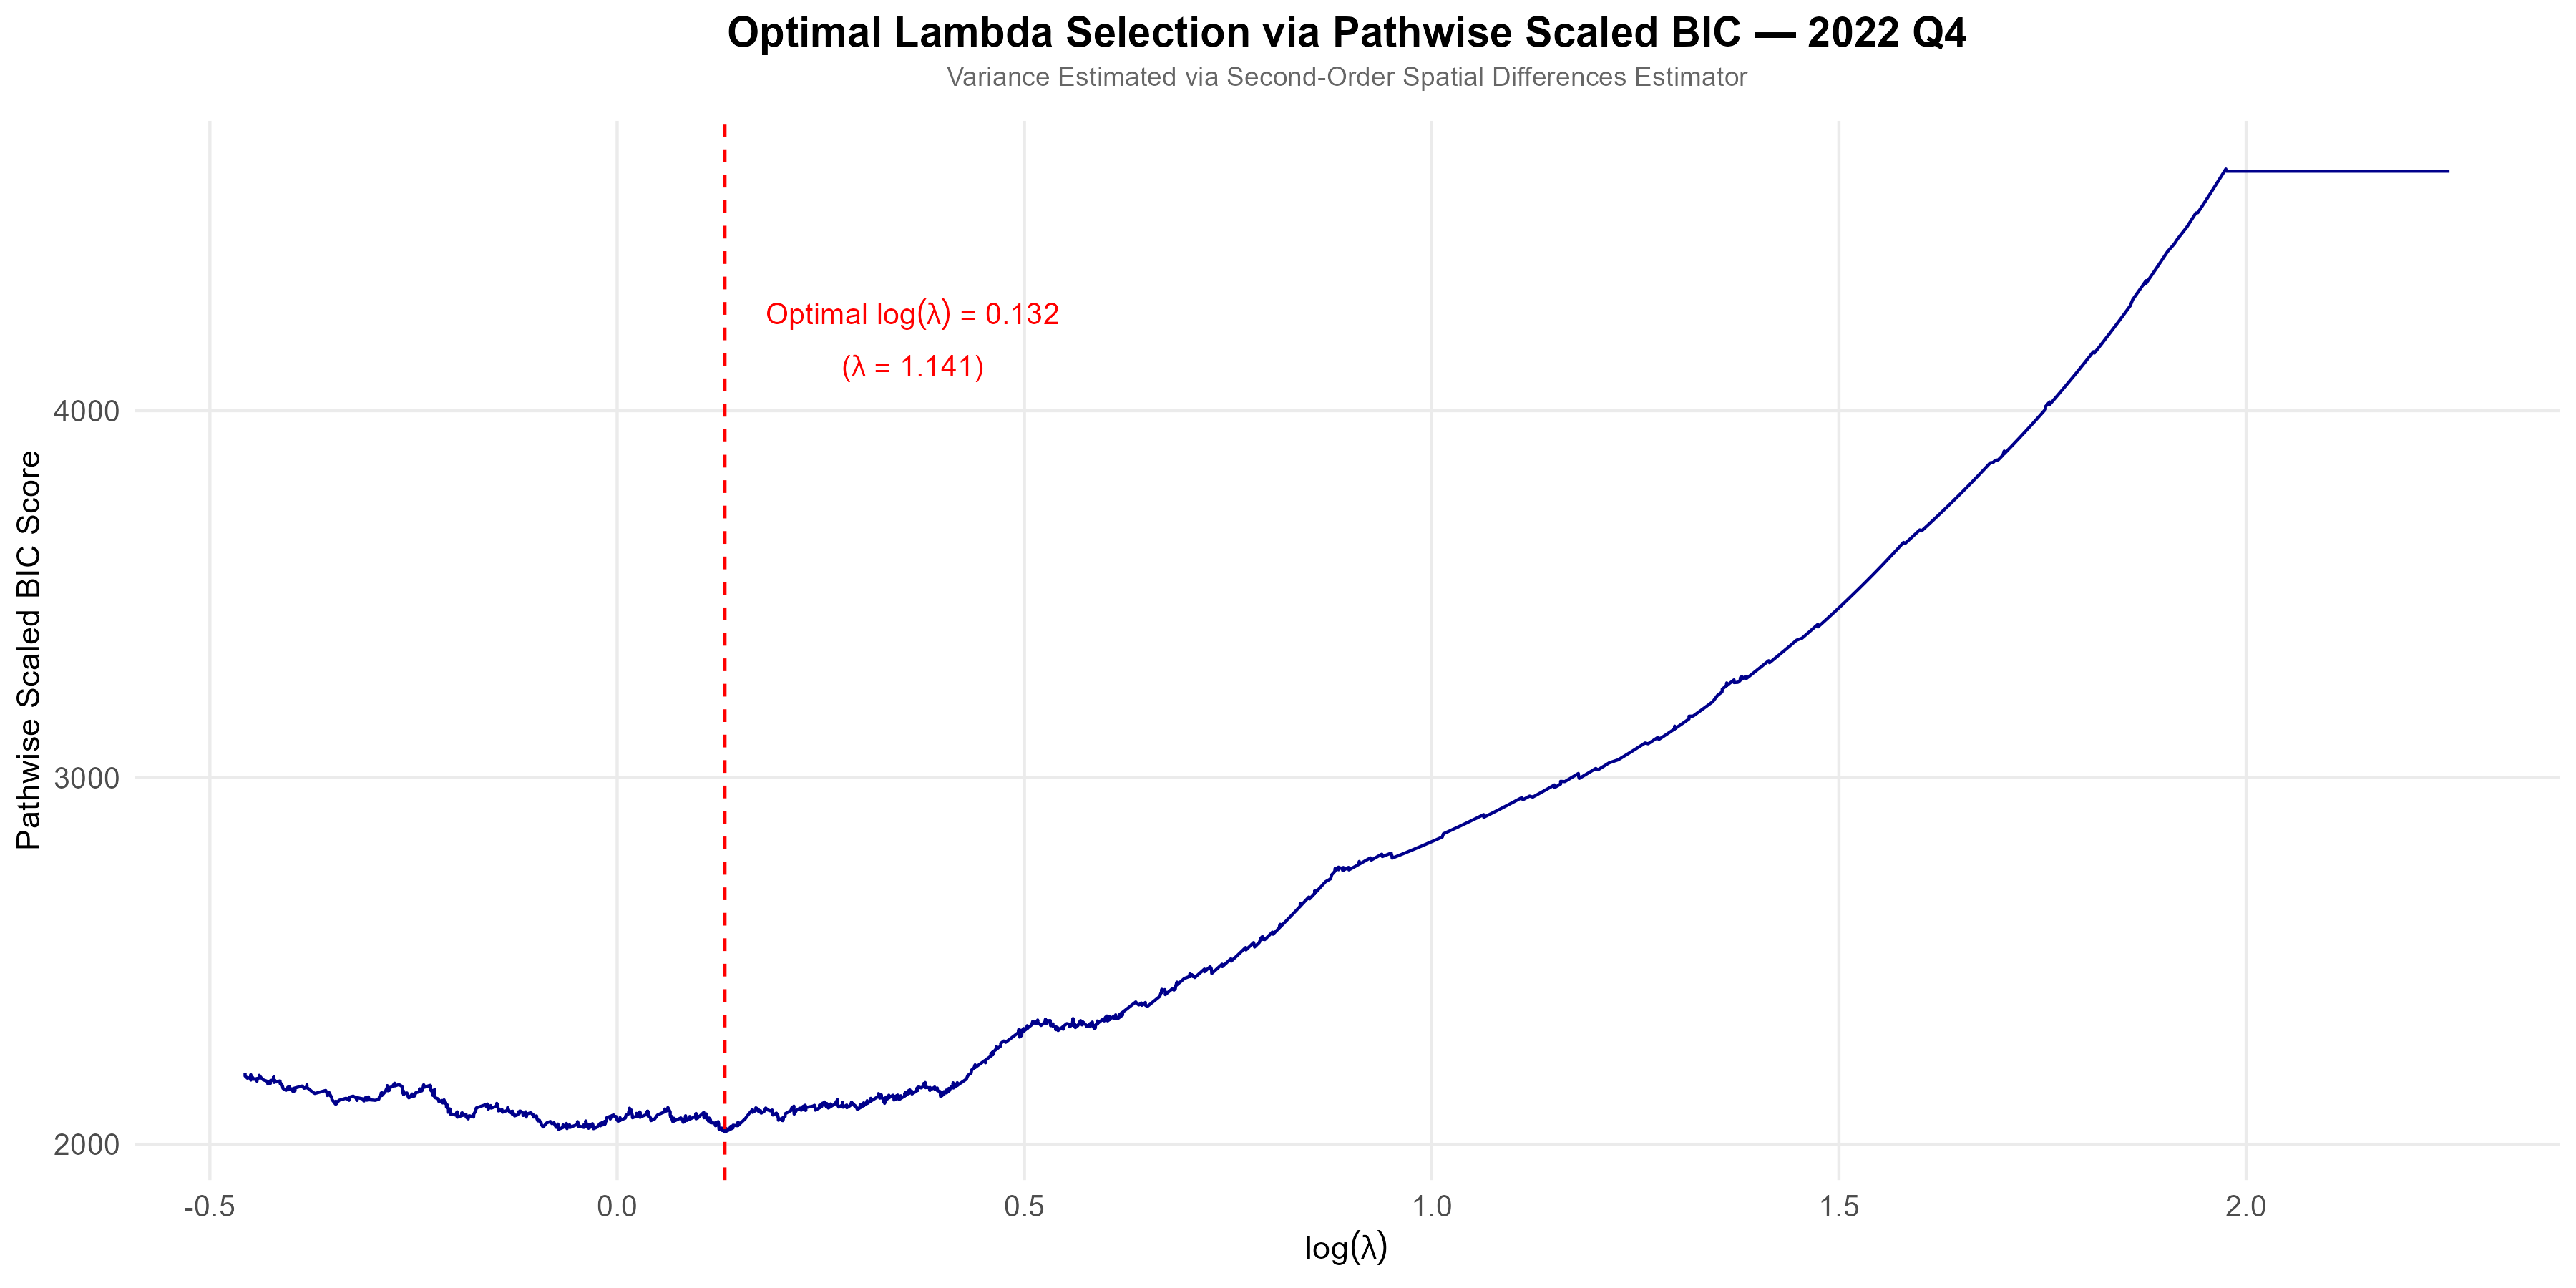 Optimal Lambda Selection via Pathwise Scaled BIC — 2022 Q4
Variance Estimated via Second-Order Spatial Differences Estimator
Optimal log(λ) = 0.132
(λ = 1.141)
Pathwise Scaled BIC Score
4000
3000
2000
-0.5 0.0 0.5 1.0 1.5 2.0
log(λ)